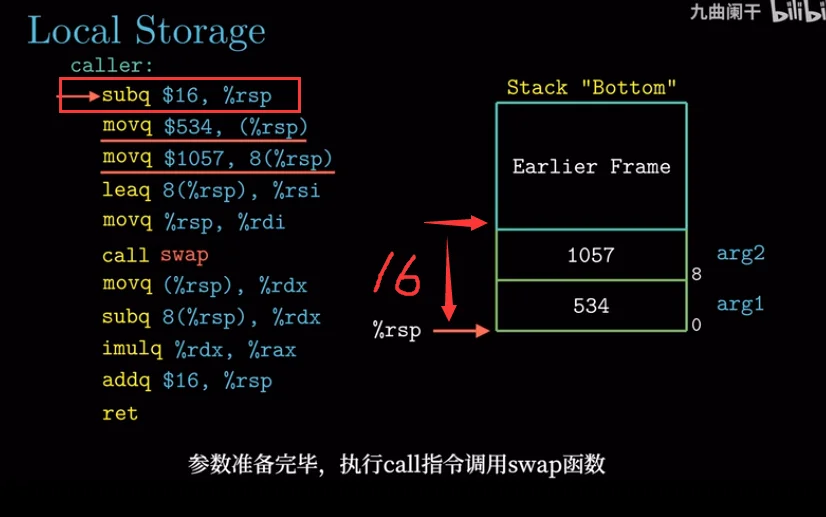 九曲阑干 bilibi
Local Storage
caller:
subq $16, %rsp
movq $534, (%rsp)
movq $1057, 8(%rsp)
leaq 8(%rsp), %rsi
movq %rsp, %rdi
call swap
movq (%rsp), %rdx
subq 8(%rsp), %rdx
imulq %rdx, %rax
addq $16, %rsp
ret
Stack "Bottom"
Earlier Frame
1057
arg2
8
16
534
arg1
%rsp
0
参数准备完毕，执行call指令调用swap函数